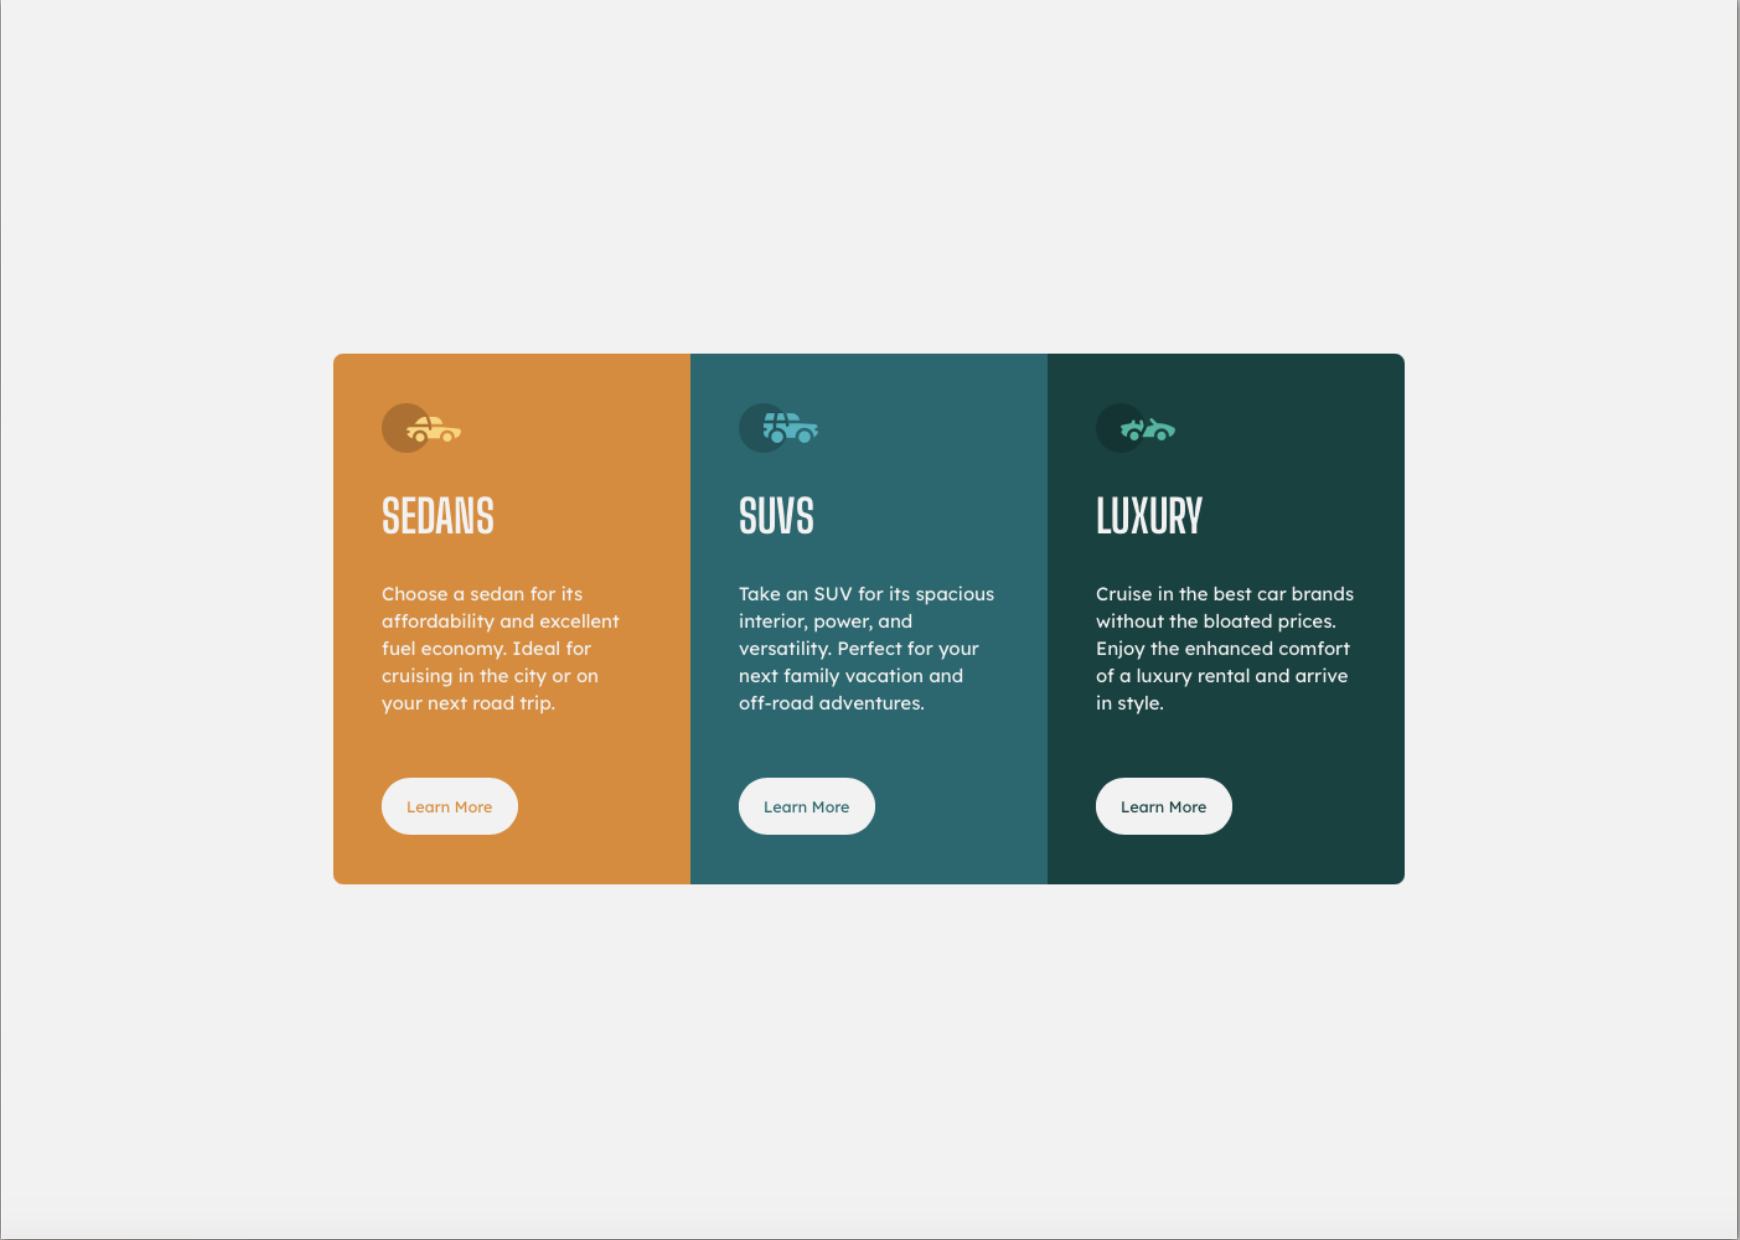 SEDANS
Choose a sedan for its
affordability and excellent
fuel economy. Ideal for
cruising in the city or on
your next road trip.
Learn More
SUVS
Take an SUV for its spacious
interior, power, and
versatility. Perfect for your
next family vacation and
off-road adventures.
Learn More
LUXURY
Cruise in the best car brands
without the bloated prices.
Enjoy the enhanced comfort
of a luxury rental and arrive
in style.
Learn More